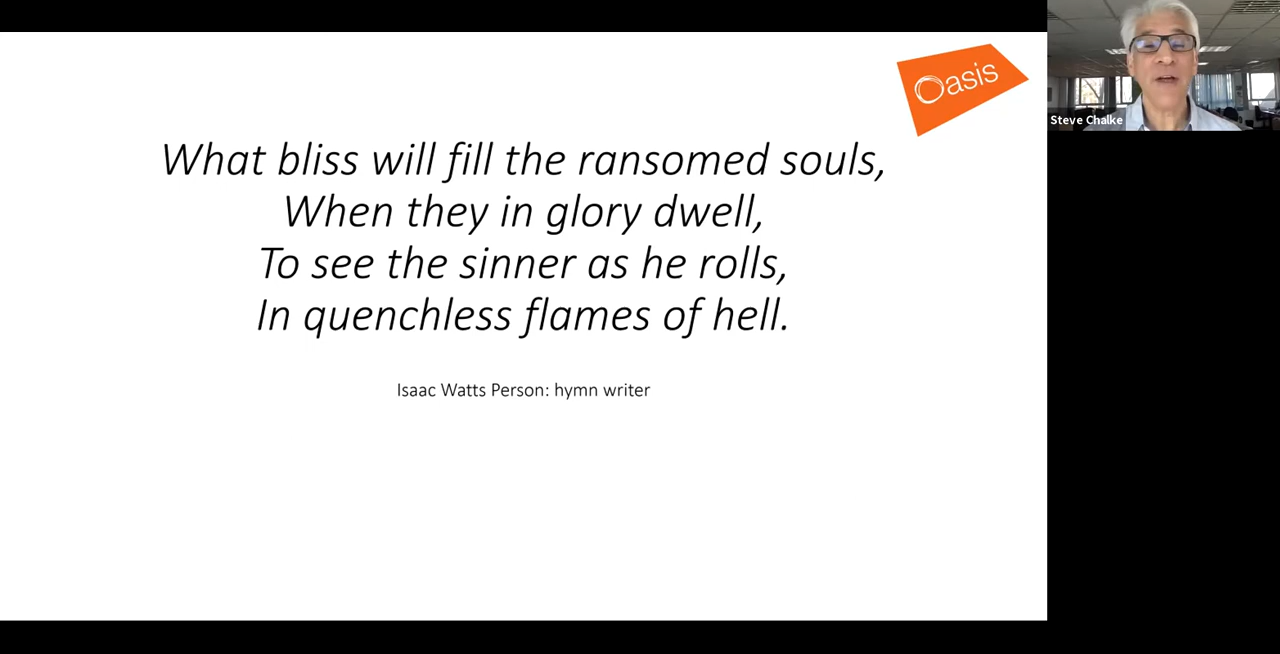 Oasis
What bliss will fill the ransomed souls,
When they in glory dwell,
To see the sinner as he rolls,
In quenchless flames of hell.
Isaac Watts Person: hymn writer
Steve Chalke